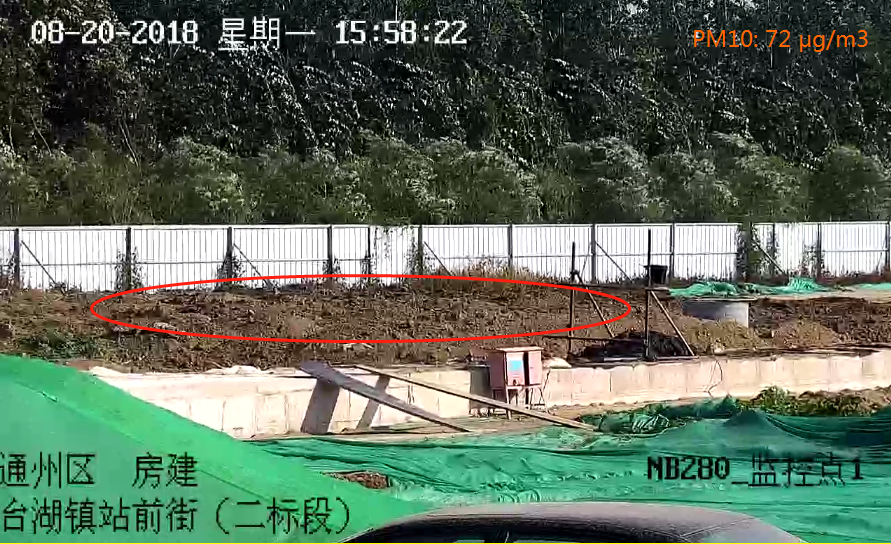 08-20-2018 星期一 15:58:22
PM10: 72 µg/m3
通州区 房建
NB280_监控点1
台湖镇站前街（二标段）